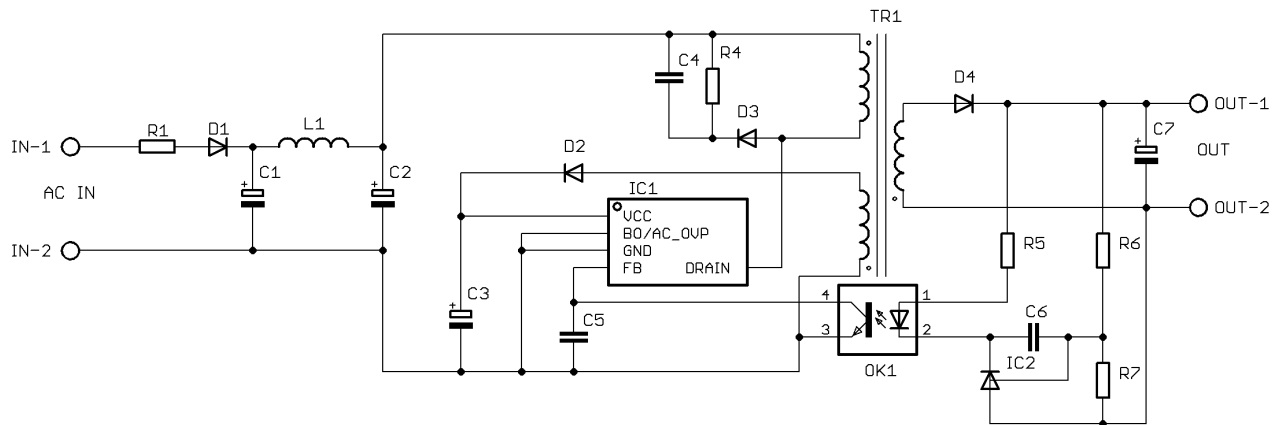 TR1
C4
R4
D3
D4
OUT-1
C7
OUT
OUT-2
IN-1
R1
D1
L1
C1
C2
AC IN
IN-2
D2
IC1
VCC
BO/AC_OVP
GND
FB
DRAIN
C3
C5
4
3
1
2
OK1
R5
R6
C6
IC2
R7
+
+
+
+